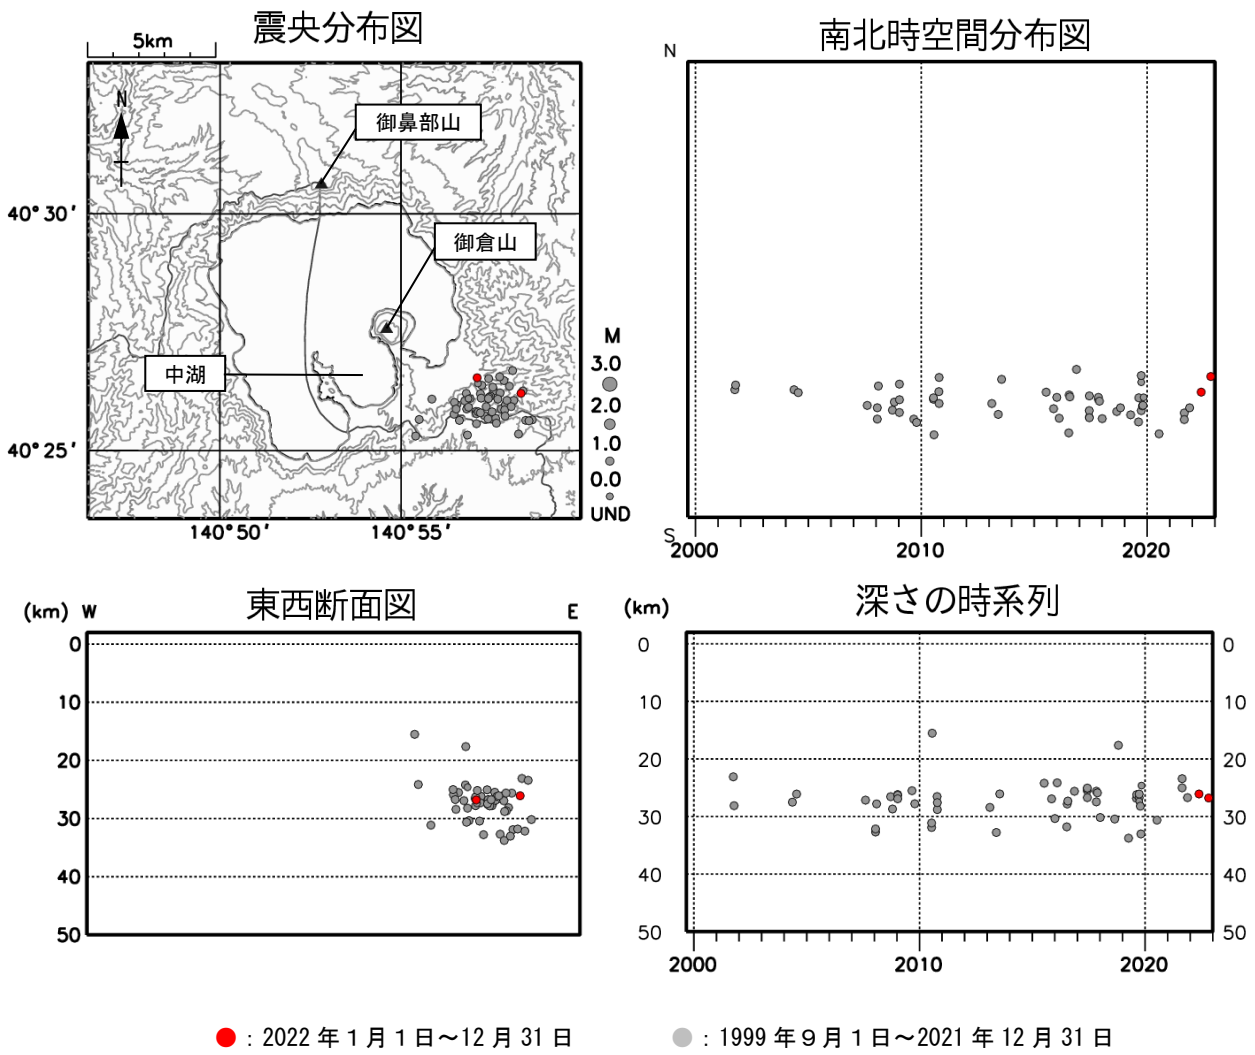 震央分布図
5km
N
御鼻部山
40°30′
御倉山
中湖
40°25′
140°50′ 140°55′
M
3.0
2.0
1.0
0.0
UND
南北時空間分布図
N
S
2000 2010 2020
東西断面図
(km) W E
0
10
20
30
40
50
深さの時系列
(km)
0 0
10 10
20 20
30 30
40 40
50 50
2000 2010 2020
：2022 年 1 月 1 日～12 月 31 日
：1999 年 9 月 1 日～2021 年 12 月 31 日